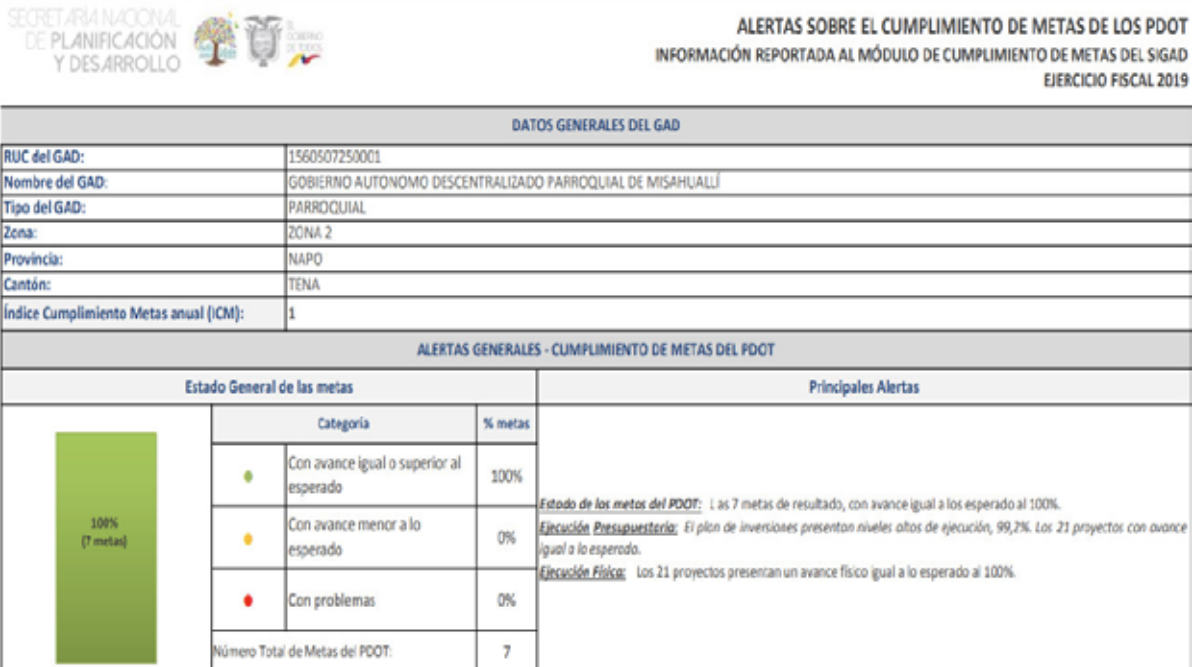 SECRETARÍA NACIONAL
DE PLANIFICACIÓN
Y DESARROLLO
EL
GOBIERNO
DE TODOS
ALERTAS SOBRE EL CUMPLIMIENTO DE METAS DE LOS PDOT
INFORMACIÓN REPORTADA AL MÓDULO DE CUMPLIMIENTO DE METAS DEL SIGAD
EJERCICIO FISCAL 2019
DATOS GENERALES DEL GAD
RUC del GAD: 1560507250001
Nombre del GAD: GOBIERNO AUTONOMO DESCENTRALIZADO PARROQUIAL DE MISAHUALLÍ
Tipo del GAD: PARROQUIAL
Zona: ZONA 2
Provincia: NAPO
Cantón: TENA
Índice Cumplimiento Metas anual (ICM): 1
ALERTAS GENERALES - CUMPLIMIENTO DE METAS DEL PDOT
Estado General de las metas
Principales Alertas
100%
(7 metas)
Categoría % metas
Con avance igual o superior al
esperado
100%
Con avance menor a lo
esperado
0%
Con problemas 0%
Número Total de Metas del PDOT: 7
Estado de las metas del PDOT: Las 7 metas de resultado, con avance igual a los esperado al 100%.
Ejecución Presupuestaria: El plan de inversiones presentan niveles altos de ejecución, 99,2%. Los 21 proyectos con avance
igual a lo esperado.
Ejecución Física: Los 21 proyectos presentan un avance físico igual a lo esperado al 100%.